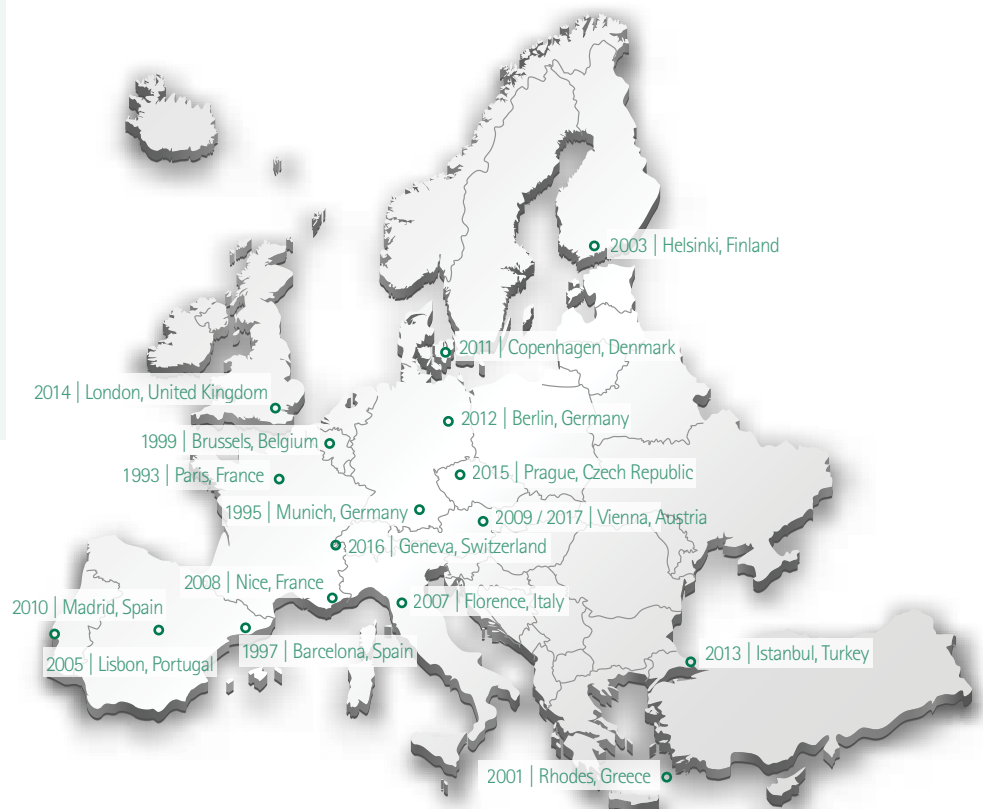 2003 | Helsinki, Finland
2011 | Copenhagen, Denmark
2014 | London, United Kingdom
2012 | Berlin, Germany
1999 | Brussels, Belgium
1993 | Paris, France
2015 | Prague, Czech Republic
1995 | Munich, Germany
2009 / 2017 | Vienna, Austria
2016 | Geneva, Switzerland
2008 | Nice, France
2007 | Florence, Italy
2010 | Madrid, Spain
1997 | Barcelona, Spain
2005 | Lisbon, Portugal
2013 | Istanbul, Turkey
2001 | Rhodes, Greece